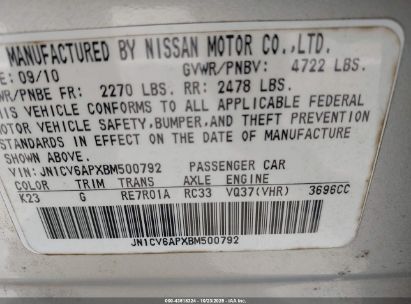 MANUFACTURED BY NISSAN MOTOR CO.,LTD.
E: 09/10 GVWR/PNBV: 4722 LBS.
WR/PNBE FR: 2270 LBS. RR: 2478 LBS.
HIS VEHICLE CONFORMS TO ALL APPLICABLE FEDERAL
MOTOR VEHICLE SAFETY,BUMPER,AND THEFT PREVENTION
STANDARDS IN EFFECT ON THE DATE OF MANUFACTURE
SHOWN ABOVE.
VIN: JN1CV6APXBM500792 PASSENGER CAR
COLOR TRIM TRANS AXLE ENGINE
K23 G RE7R01A RC33 VQ37(VHR) 3696CC
JN1CV6APXBM500792